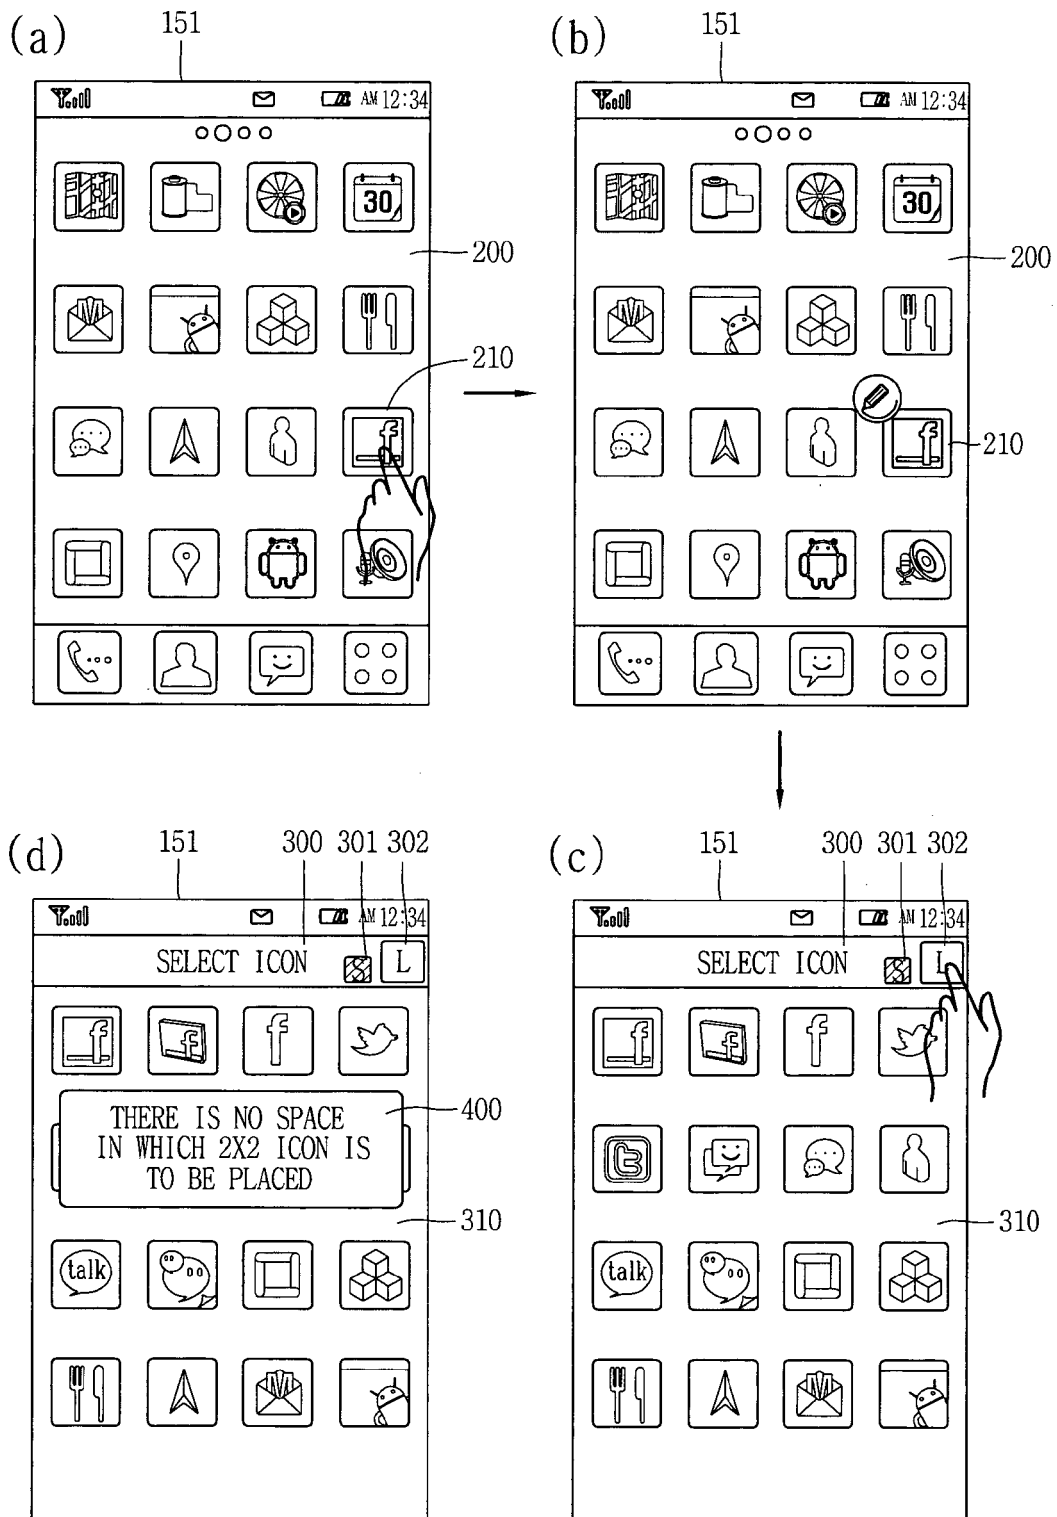 (a)
151
AM 12:34
30
200
210
f
(b)
151
AM 12:34
30
200
f
210
(d)
151
300
301
302
AM 12:34
SELECT ICON
S
L
f
f
f
THERE IS NO SPACE
IN WHICH 2X2 ICON IS
TO BE PLACED
400
310
talk
(c)
151
300
301
302
AM 12:34
SELECT ICON
S
L
f
f
f
t
310
talk